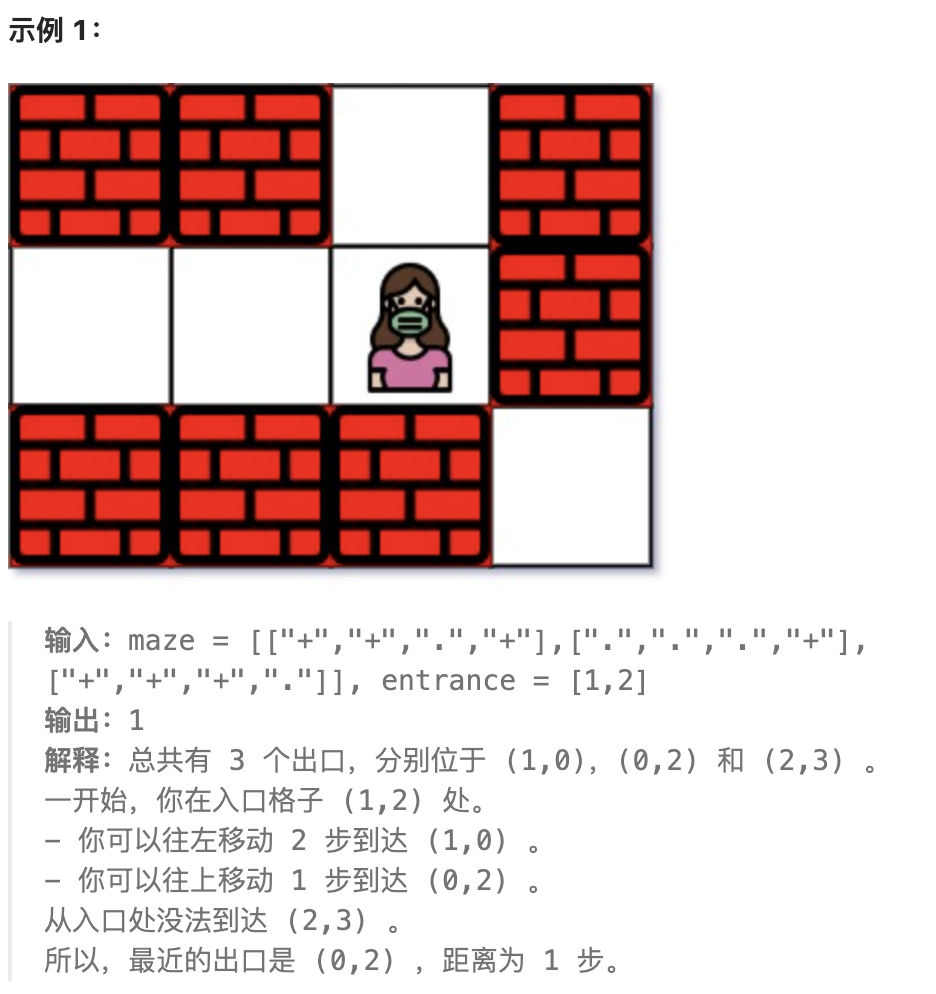 示例 1：
输入：maze = [["+","+",".","+"],[".",".",".","+"],
["+","+","+","."]], entrance = [1,2]
输出：1
解释：总共有 3 个出口，分别位于 (1,0)，(0,2) 和 (2,3) 。
一开始，你在入口格子 (1,2) 处。
- 你可以往左移动 2 步到达 (1,0) 。
- 你可以往上移动 1 步到达 (0,2) 。
从入口处没法到达 (2,3) 。
所以，最近的出口是 (0,2) ，距离为 1 步。